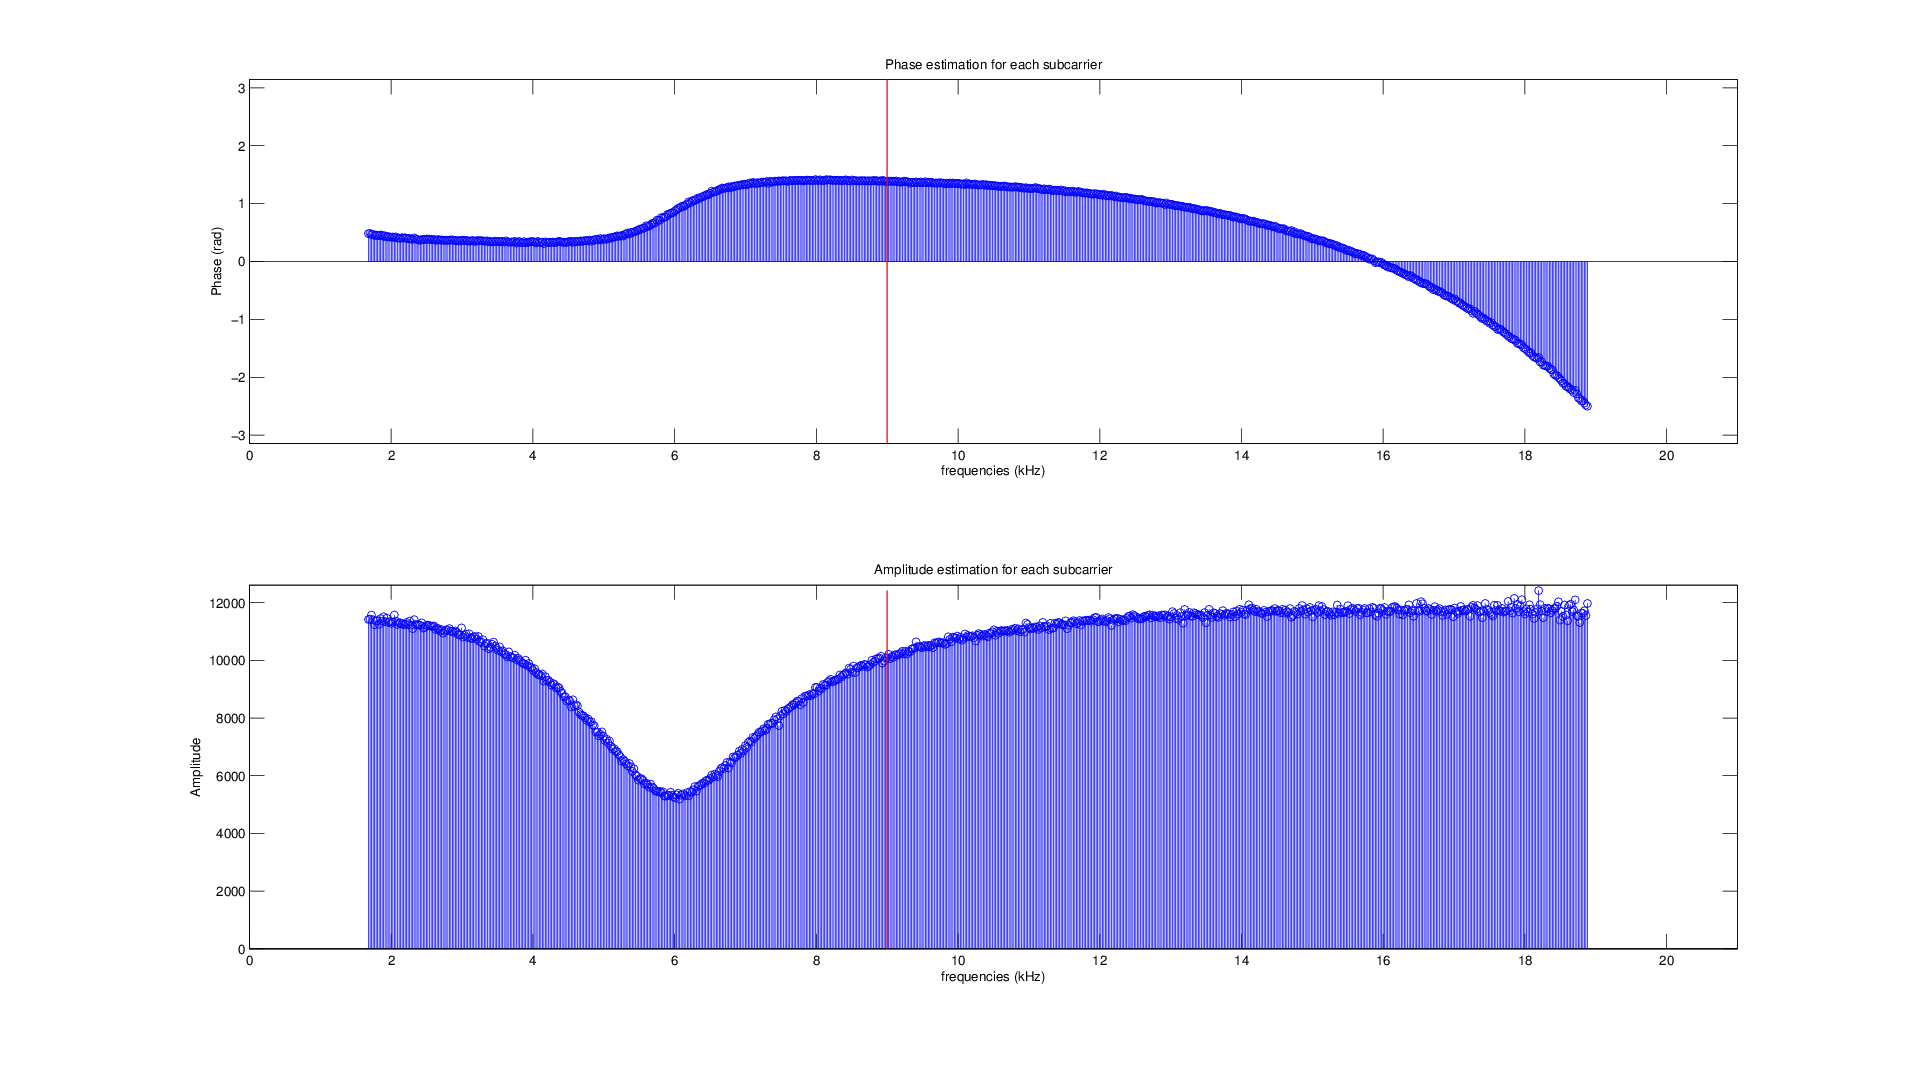 Phase estimation for each subcarrier
3
2
1
0
−1
−2
−3
Phase (rad)
0 2 4 6 8 10 12 14 16 18 20
frequencies (kHz)
Amplitude estimation for each subcarrier
12000
10000
8000
6000
4000
2000
0
Amplitude
0 2 4 6 8 10 12 14 16 18 20
frequencies (kHz)